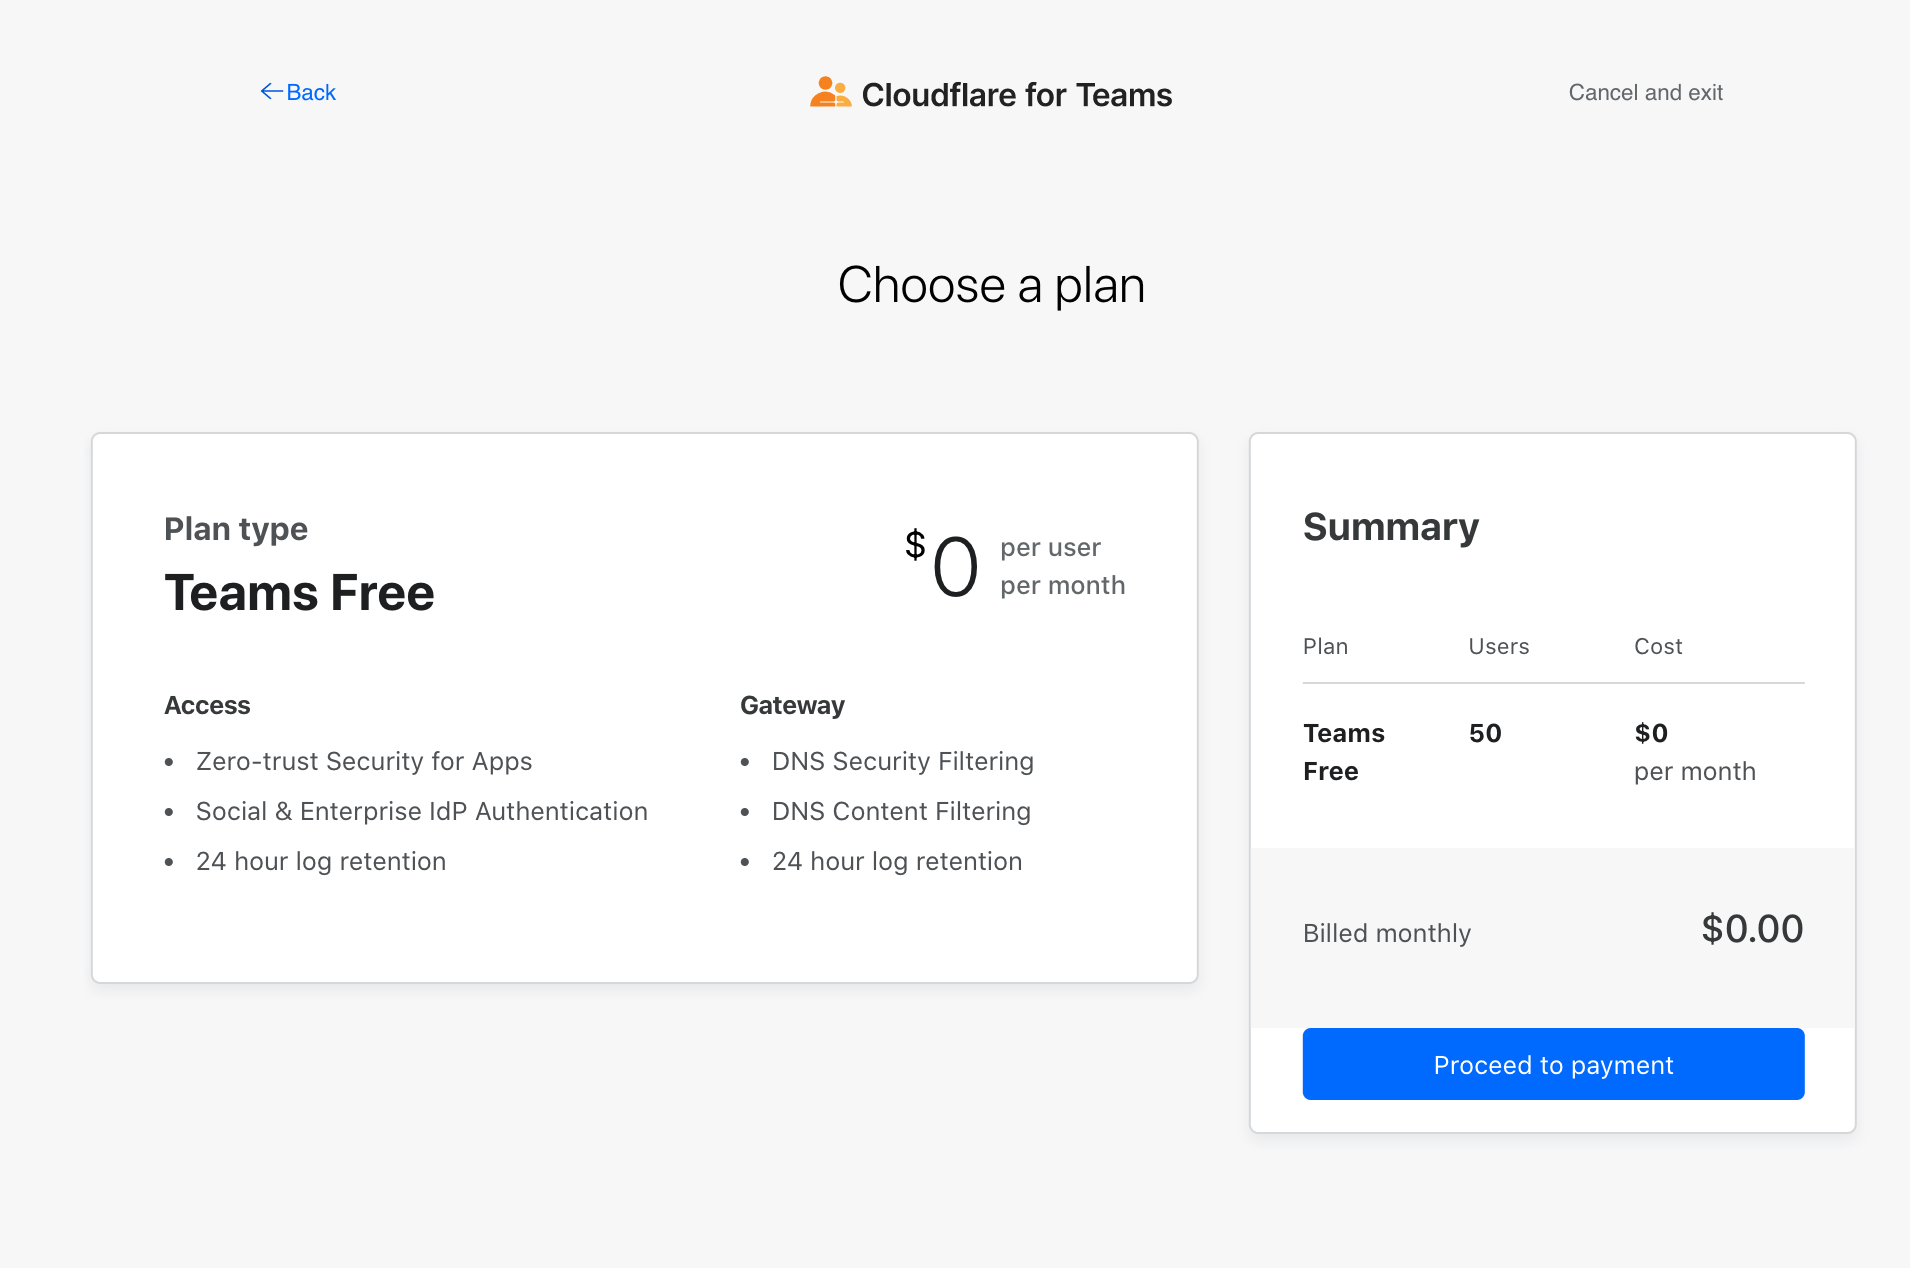 Back
Cloudflare for Teams
Cancel and exit
Choose a plan
Plan type
Teams Free
$0
per user
per month
Access
• Zero-trust Security for Apps
• Social & Enterprise IdP Authentication
• 24 hour log retention
Gateway
• DNS Security Filtering
• DNS Content Filtering
• 24 hour log retention
Summary
Plan Users Cost
Teams Free 50 $0 per month
Billed monthly $0.00
Proceed to payment